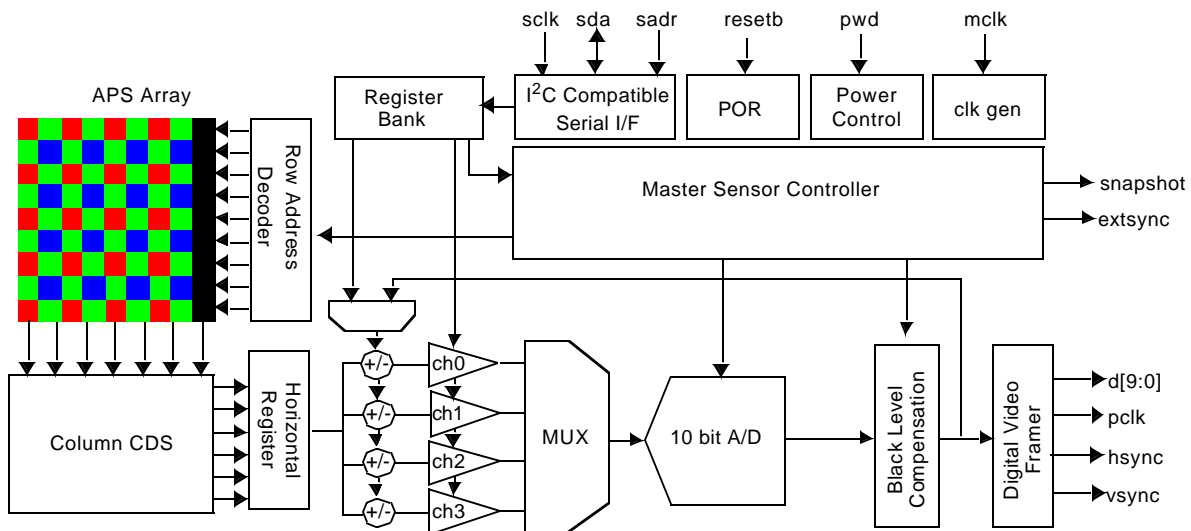 sclk sda sadr resetb pwd mclk
APS Array
Register
Bank
I²C Compatible
Serial I/F
POR
Power
Control
clk gen
Row Address
Decoder
Master Sensor Controller
snapshot
extsync
+/-
ch0
+/-
ch1
+/-
ch2
+/-
ch3
Column CDS
Horizontal
Register
MUX
10 bit A/D
Black Level
Compensation
Digital Video
Framer
d[9:0]
pclk
hsync
vsync